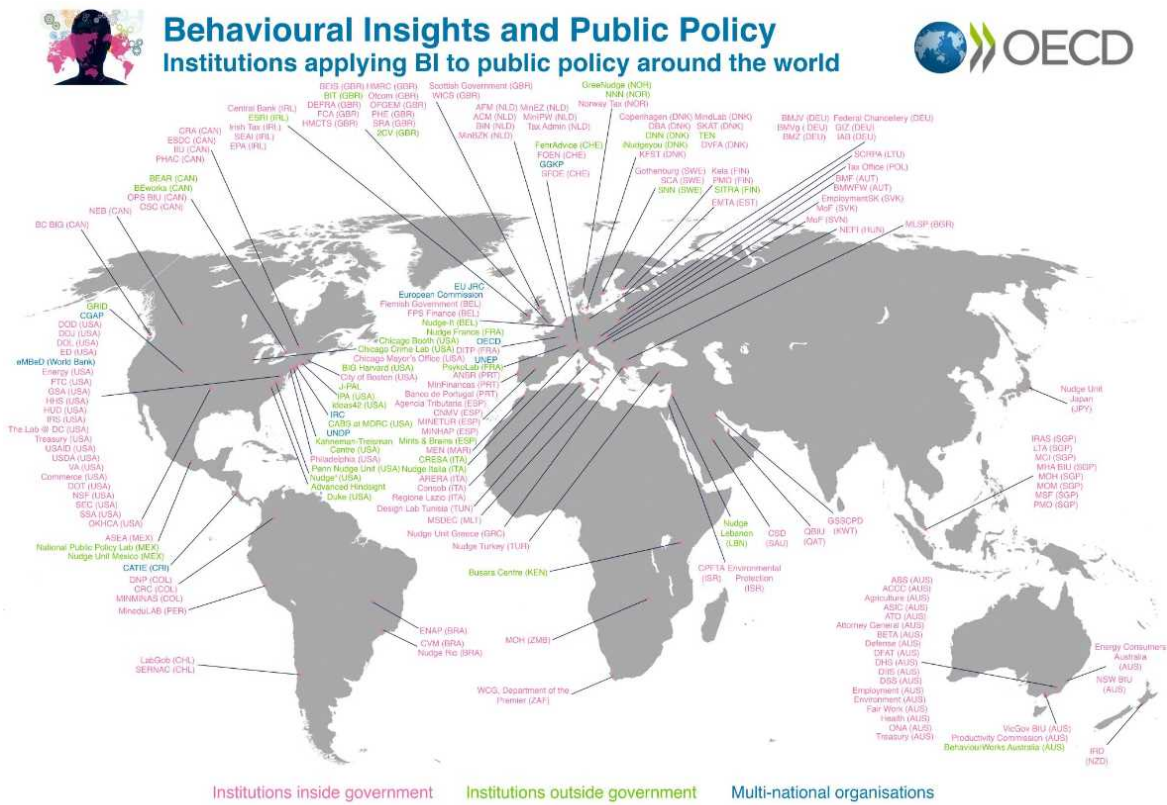 Behavioural Insights and Public Policy
Institutions applying BI to public policy around the world
OECD
BEIS (GBR) HMRC (GBR)
BIT (GBR) Ofcom (GBR)
DEFRA (GBR) OFGEM (GBR)
FCA (GBR) PHE (GBR)
HMCTS (GBR) SRA (GBR)
2CV (GBR)
Scottish Government (GBR)
WICS (GBR)
Central Bank (IRL)
ESRI (IRL)
Irish Tax (IRL)
SEAI (IRL)
EPA (IRL)
AFM (NLD) MinEZ (NLD)
ACM (NLD) MinIPW (NLD)
BIN (NLD) Tax Admin (NLD)
MinBZK (NLD)
GreeNudge (NOR)
NNN (NOR)
Norway Tax (NOR)
FehrAdvice (CHE)
FOEN (CHE)
GGKP
SFOE (CHE)
Copenhagen (DNK) MindLab (DNK)
DBA (DNK) SKAT (DNK)
DNN (DNK) TEN
iNudgeyou (DNK) DVFA (DNK)
KFST (DNK)
Gothenburg (SWE) Kela (FIN)
SCA (SWE) PMO (FIN)
SNN (SWE) SITRA (FIN)
EMTA (EST)
BMJV (DEU) Federal Chancellery (DEU)
BMVg (DEU) GIZ (DEU)
BMZ (DEU) IAB (DEU)
SCRPA (LTU)
Tax Office (POL)
BMF (AUT)
BMWFW (AUT)
EmploymentSK (SVK)
MoF (SVK)
MoF (SVN)
NEFI (HUN)
MLSP (BGR)
CRA (CAN)
ESDC (CAN)
IIU (CAN)
PHAC (CAN)
BEAR (CAN)
BEworks (CAN)
OPS BIU (CAN)
OSC (CAN)
NEB (CAN)
BC BIG (CAN)
GRID
CGAP
DOD (USA)
DOJ (USA)
DOL (USA)
ED (USA)
eMBeD (World Bank)
Energy (USA)
FTC (USA)
GSA (USA)
HHS (USA)
HUD (USA)
IRS (USA)
The Lab @ DC (USA)
Treasury (USA)
USAID (USA)
USDA (USA)
VA (USA)
Commerce (USA)
DOT (USA)
NSF (USA)
SEC (USA)
SSA (USA)
OKHCA (USA)
ASEA (MEX)
National Public Policy Lab (MEX)
Nudge Unit Mexico (MEX)
CATIE (CRI)
DNP (COL)
CRC (COL)
MINMINAS (COL)
MineduLAB (PER)
LabGob (CHL)
SERNAC (CHL)
ENAP (BRA)
CVM (BRA)
Nudge Rio (BRA)
Chicago Booth (USA)
Chicago Crime Lab (USA)
Chicago Mayor's Office (USA)
BIG Harvard (USA)
City of Boston (USA)
J-PAL
IPA (USA)
Ideas42 (USA)
IRC
CABS at MDRC (USA)
UNDP
Kahneman-Treisman
Centre (USA)
Philadelphia (USA)
Penn Nudge Unit (USA)
Nudge* (USA)
Advanced Hindsight
Duke (USA)
EU JRC
European Commission
Flemish Government (BEL)
FPS Finance (BEL)
Nudge-It (BEL)
Nudge France (FRA)
OECD
DITP (FRA)
UNEP
PsykoLab (FRA)
ANSR (PRT)
MinFinancas (PRT)
Banco de Portugal (PRT)
Agencia Tributaria (ESP)
CNMV (ESP)
MINETUR (ESP)
MINHAP (ESP)
Mints & Brains (ESP)
MEN (MAR)
CRESA (ITA)
Nudge Italia (ITA)
ARERA (ITA)
Consob (ITA)
Regione Lazio (ITA)
Design Lab Tunisia (TUN)
MSDEC (MLT)
Nudge Unit Greece (GRC)
Nudge Turkey (TUR)
Busara Centre (KEN)
MOH (ZMB)
WCG, Department of the
Premier (ZAF)
Nudge
Lebanon
(LBN)
CPFTA
(ISR)
Environmental
Protection
(ISR)
CSD
(SAU)
QBIU
(QAT)
GSSCPD
(KWT)
Nudge Unit
Japan
(JPY)
IRAS (SGP)
LTA (SGP)
MCI (SGP)
MHA BIU (SGP)
MOH (SGP)
MOM (SGP)
MSF (SGP)
PMO (SGP)
ABS (AUS)
ACCC (AUS)
Agriculture (AUS)
ASIC (AUS)
ATO (AUS)
Attorney General (AUS)
BETA (AUS)
Defense (AUS)
DFAT (AUS)
DHS (AUS)
DIIS (AUS)
DSS (AUS)
Employment (AUS)
Environment (AUS)
Fair Work (AUS)
Health (AUS)
ONA (AUS)
Treasury (AUS)
Energy Consumers
Australia
(AUS)
NSW BIU
(AUS)
VicGov BIU (AUS)
Productivity Commission (AUS)
BehaviourWorks Australia (AUS)
IRD
(NZD)
Institutions inside government
Institutions outside government
Multi-national organisations